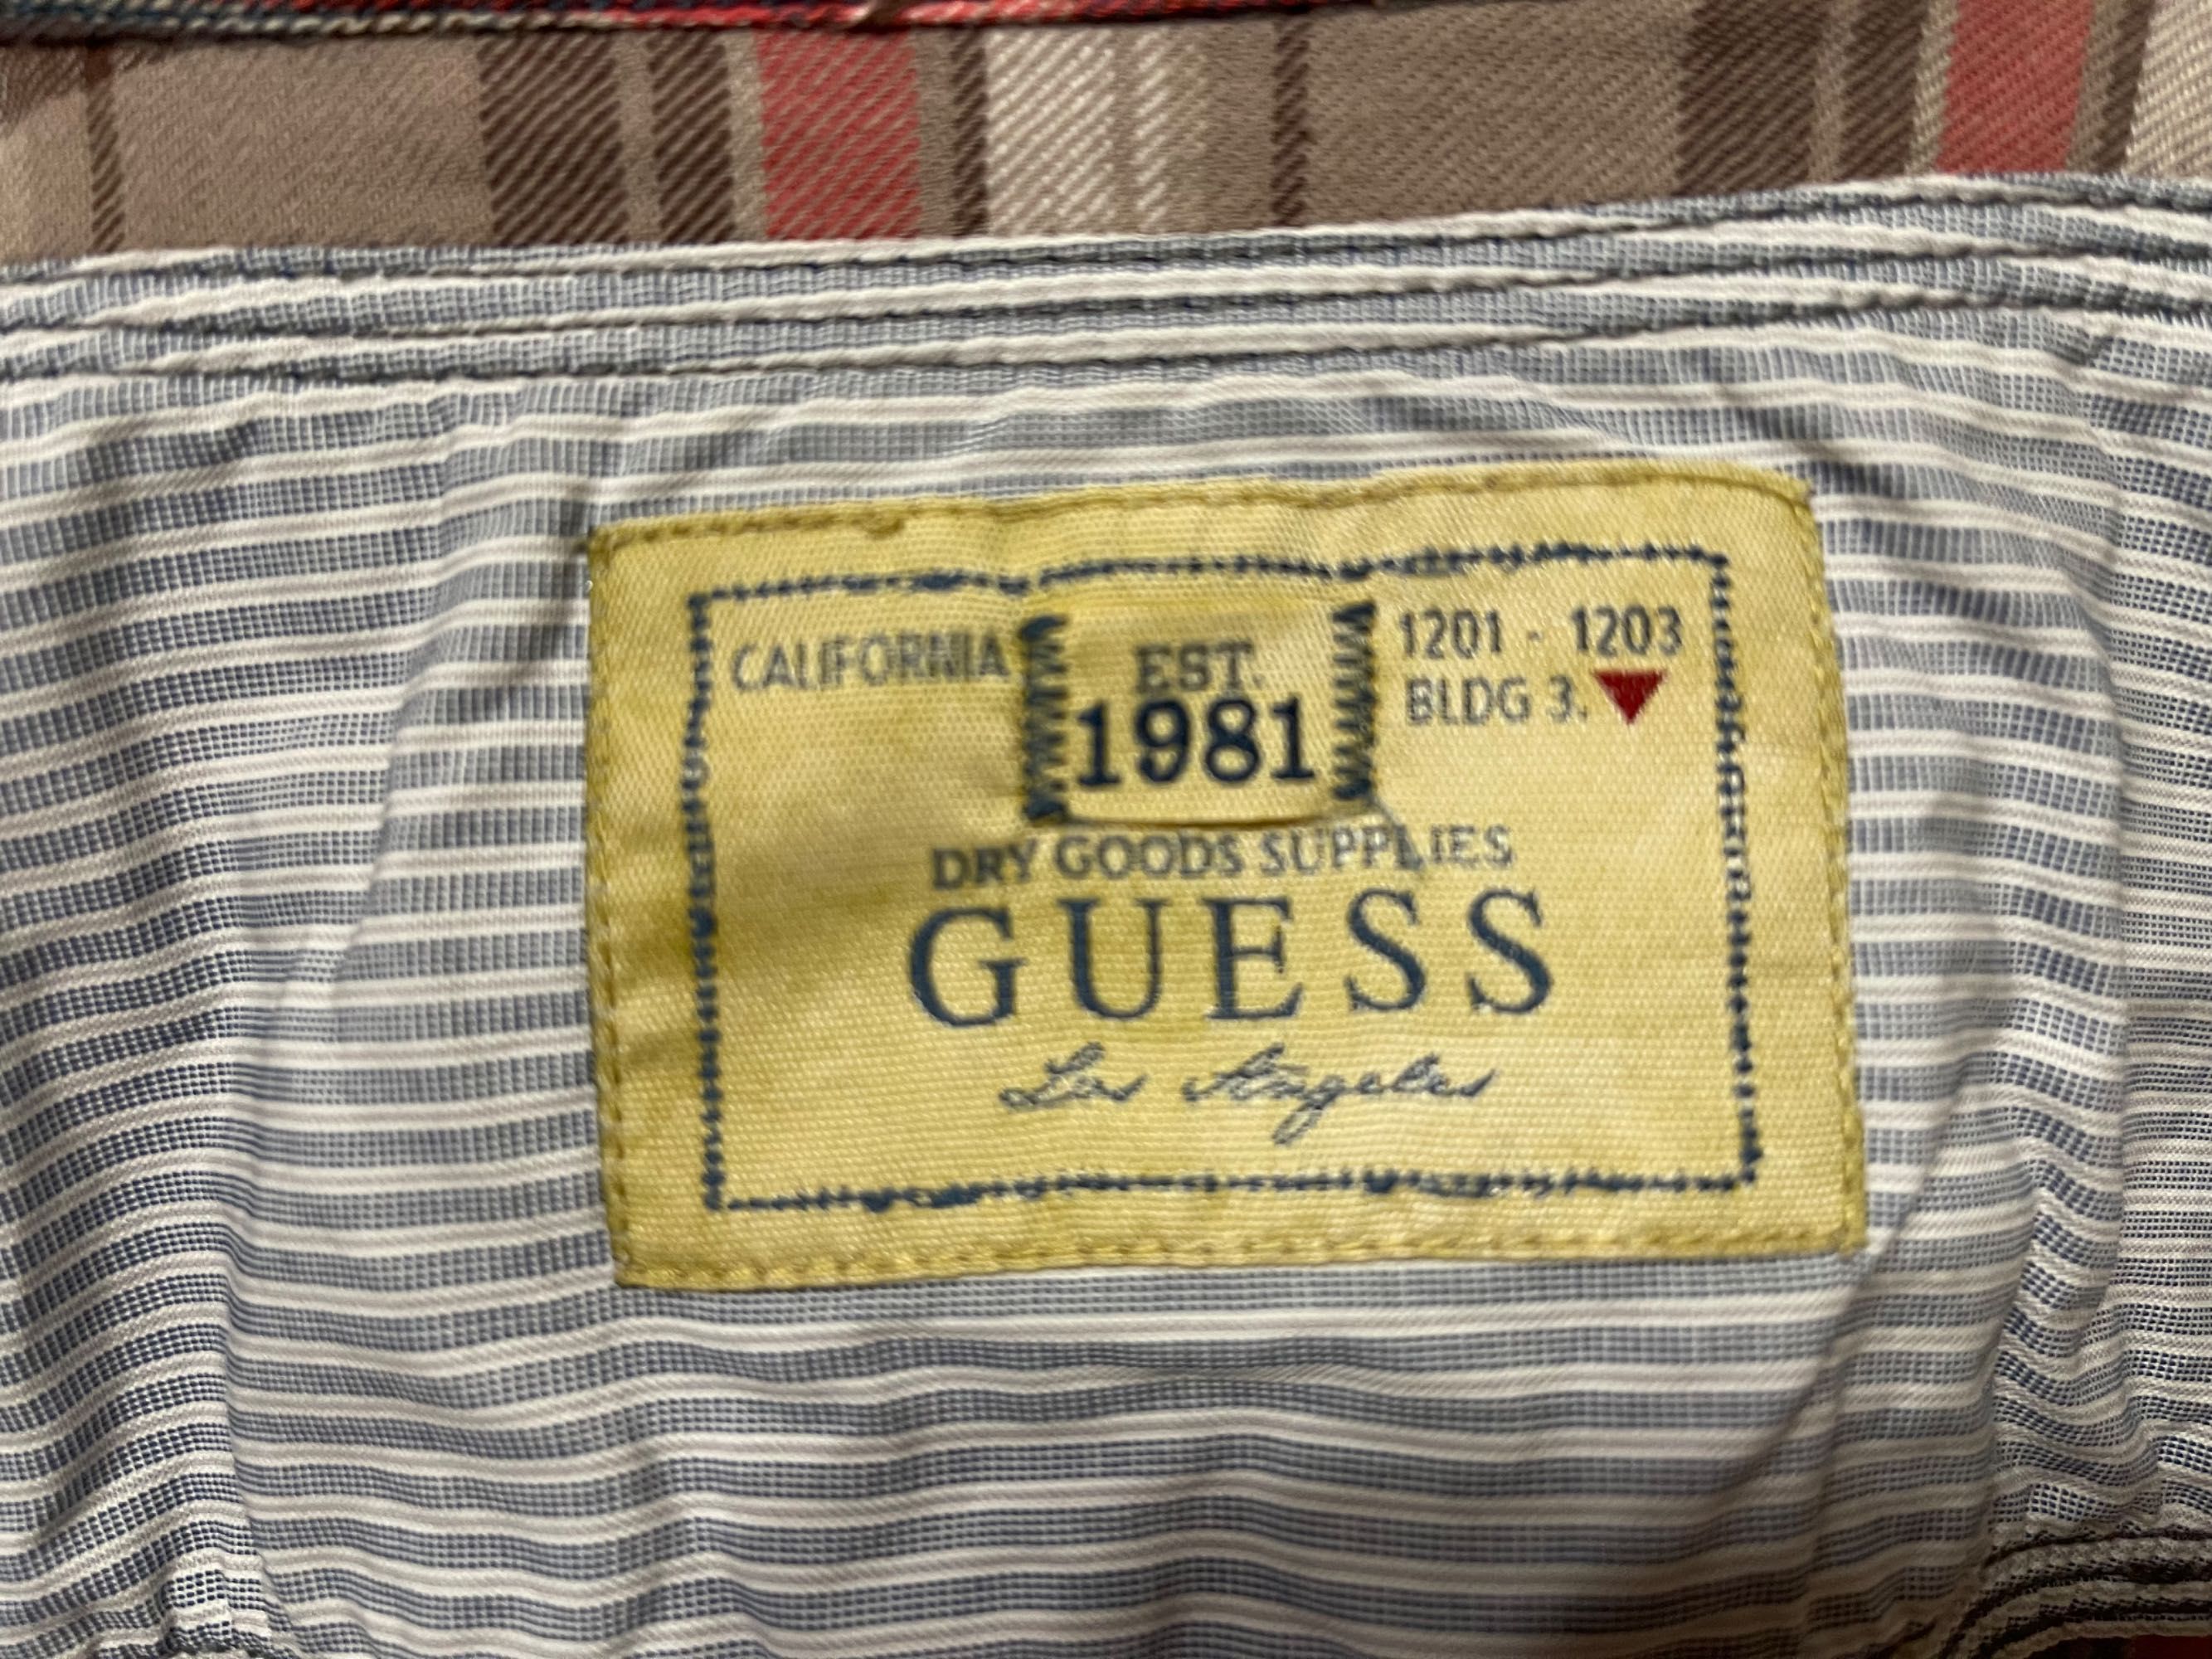 CALIFORNIA
EST.
1981
1201 - 1203
BLDG 3.
DRY GOODS SUPPLIES
GUESS
Los Angeles